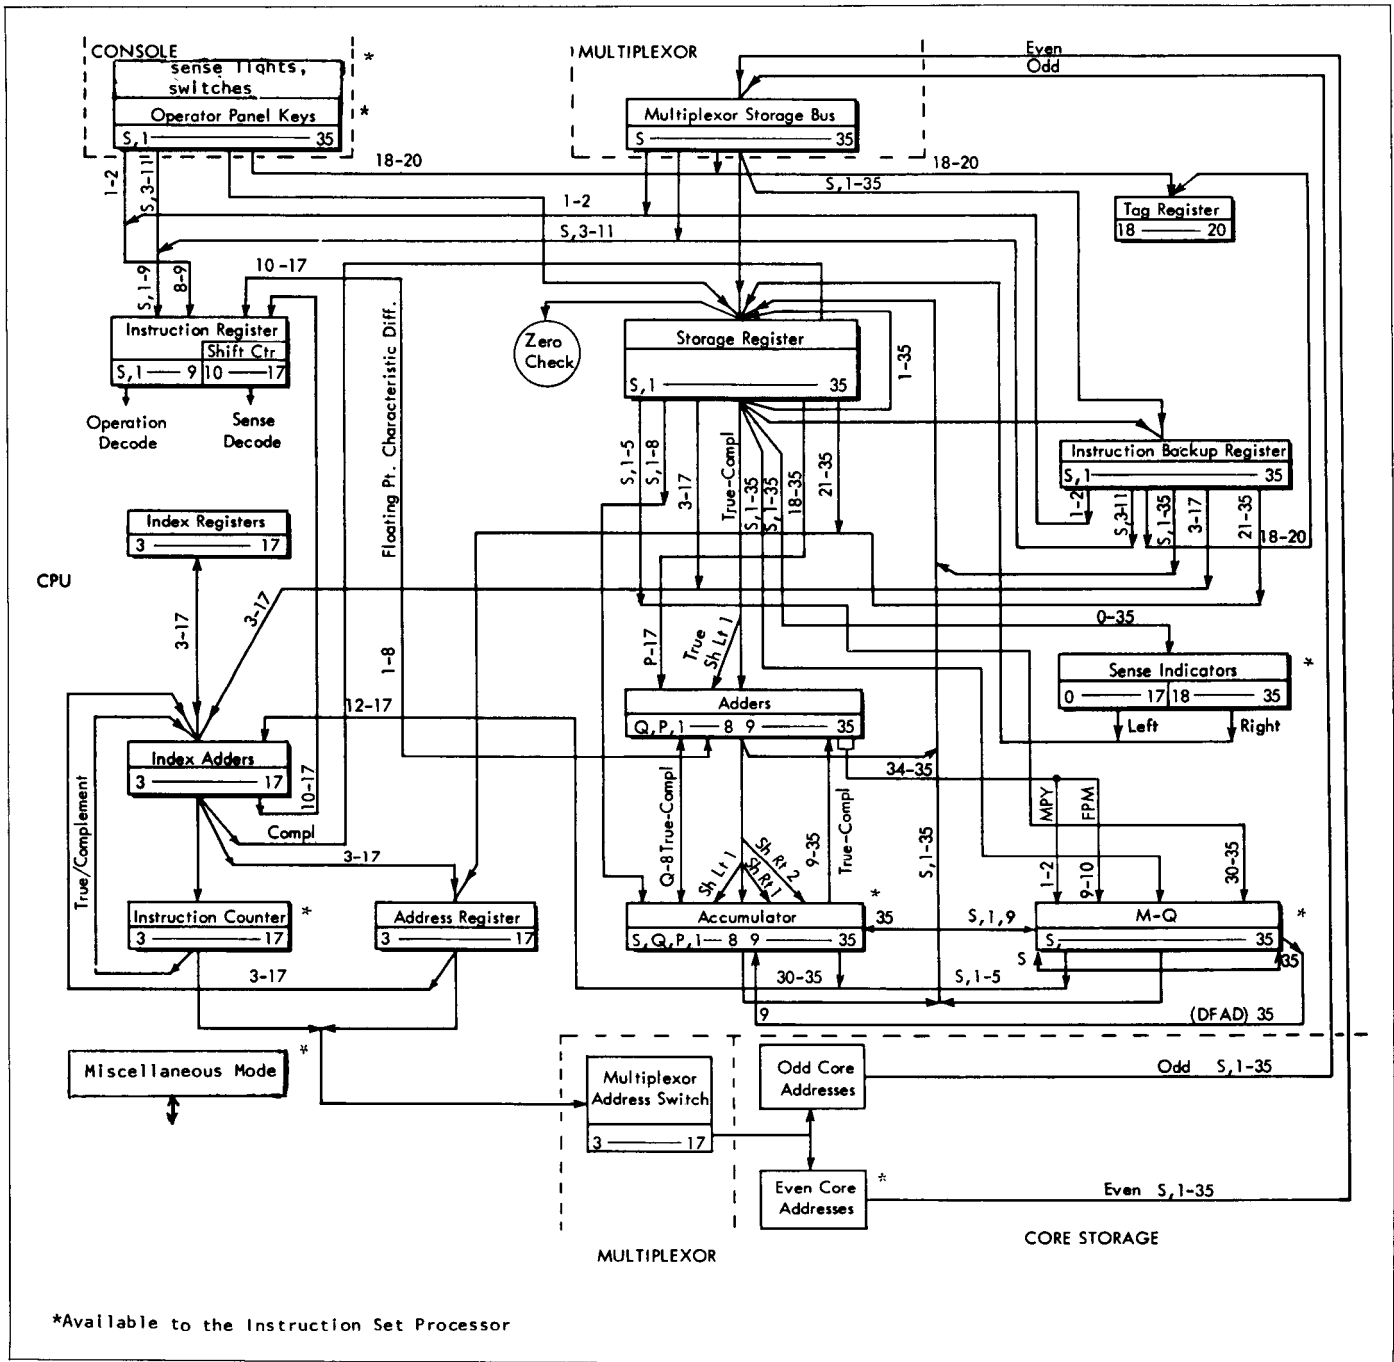 CONSOLE
*
sense lights,
switches
Operator Panel Keys
*
S,1 35
MULTIPLEXOR
Multiplexor Storage Bus
S 35
Even
Odd
18-20
18-20
1-2
S,3-11
1-2
S,1-35
S,3-11
Tag Register
18 20
S,1-9
8-9
10-17
Instruction Register
Shift Ctr
S,1 9 10 17
Operation
Decode
Sense
Decode
Floating Pt. Characteristic Diff.
Zero
Check
Storage Register
S,1 35
1-35
S,1-5
S,1-8
3-17
True-Compl
S,1-35
S,1-35
18-35
21-35
Instruction Backup Register
S,1 35
1-2
S,3-11
S,1-35
3-17
21-35
18-20
Index Registers
3 17
CPU
3-17
3-17
1-8
P-17
True
Sh Lt 1
0-35
Sense Indicators
*
0 17 18 35
Left
Right
12-17
Adders
Q,P,1 8 9 35
34-35
Index Adders
3 17
10-17
Compl
3-17
True/Complement
Q-8 True-Compl
Sh Lt 1
Sh Rt 2
Sh Rt 1
9-35
True-Compl
S,1-35
MPY
FPM
1-2
9-10
30-35
Instruction Counter
*
3 17
Address Register
3 17
Accumulator
*
S,Q,P,1 8 9 35
35
S,1,9
M-Q
*
S, 35
S
35
3-17
30-35
S,1-5
9
(DFAD) 35
Miscellaneous Mode
*
Multiplexor
Address Switch
3 17
Odd Core
Addresses
Odd S,1-35
Even Core
Addresses
*
Even S,1-35
MULTIPLEXOR
CORE STORAGE
*Available to the Instruction Set Processor